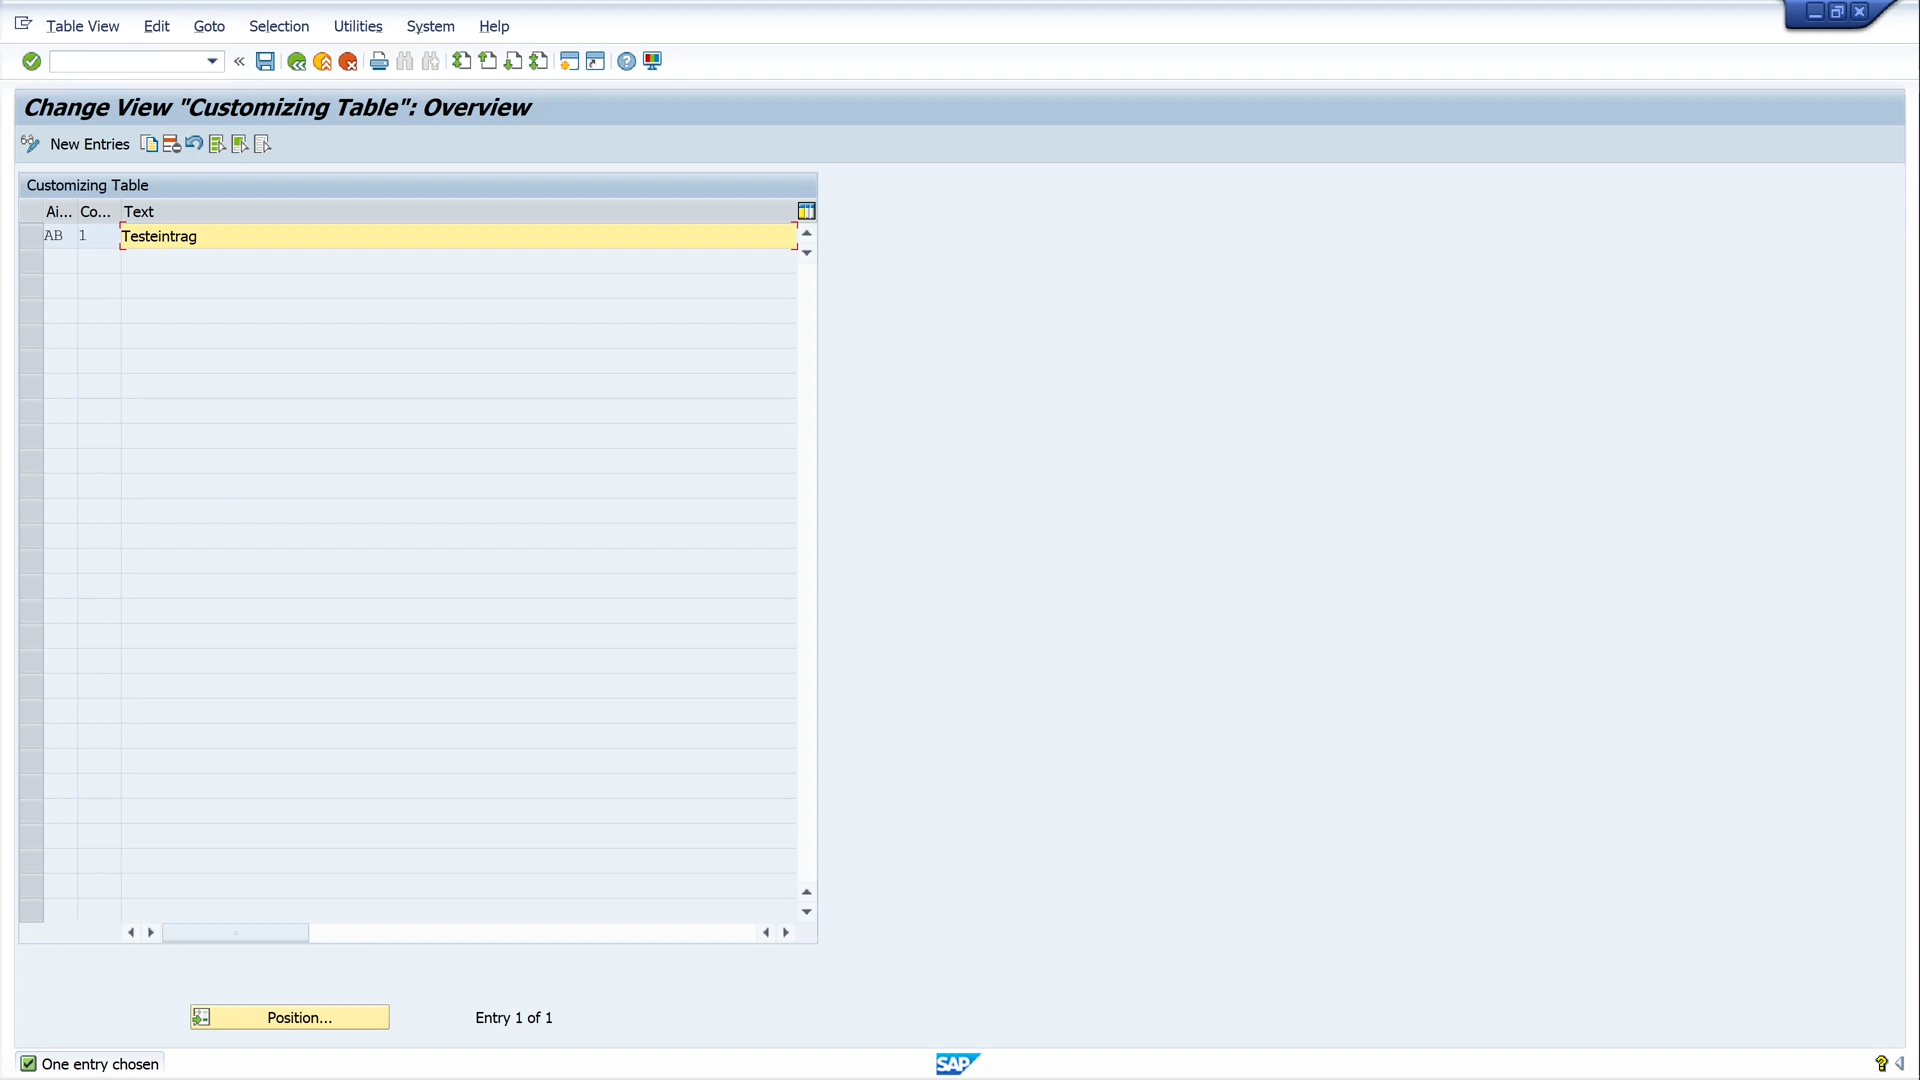 Table View Edit Goto Selection Utilities System Help
Change View "Customizing Table": Overview
New Entries
Customizing Table
Ai... Co... Text
AB 1 Testeintrag
Position... Entry 1 of 1
One entry chosen SAP